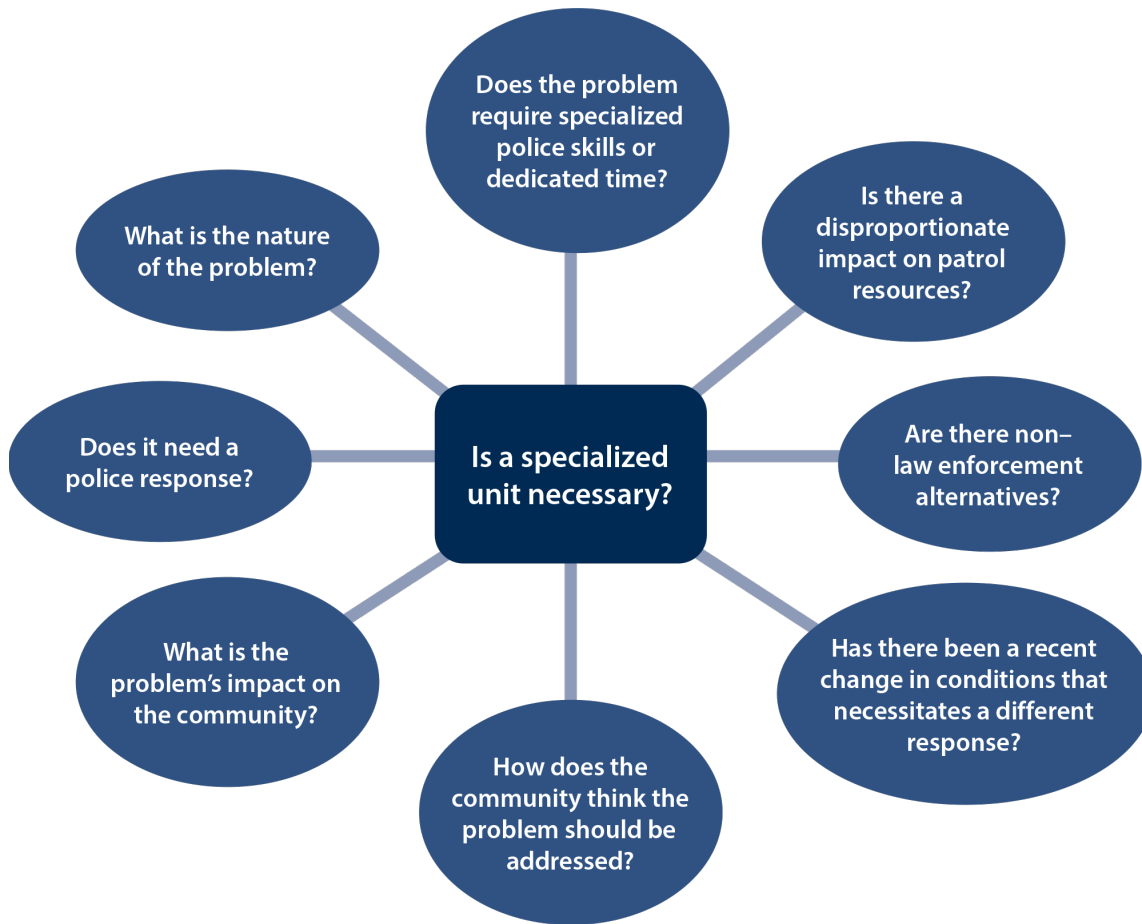 Does the problem
require specialized
police skills or
dedicated time?
Is there a
disproportionate
impact on patrol
resources?
Are there non–
law enforcement
alternatives?
Has there been a recent
change in conditions that
necessitates a different
response?
How does the
community think the
problem should be
addressed?
What is the
problem’s impact on
the community?
Does it need a
police response?
What is the nature
of the problem?
Is a specialized
unit necessary?